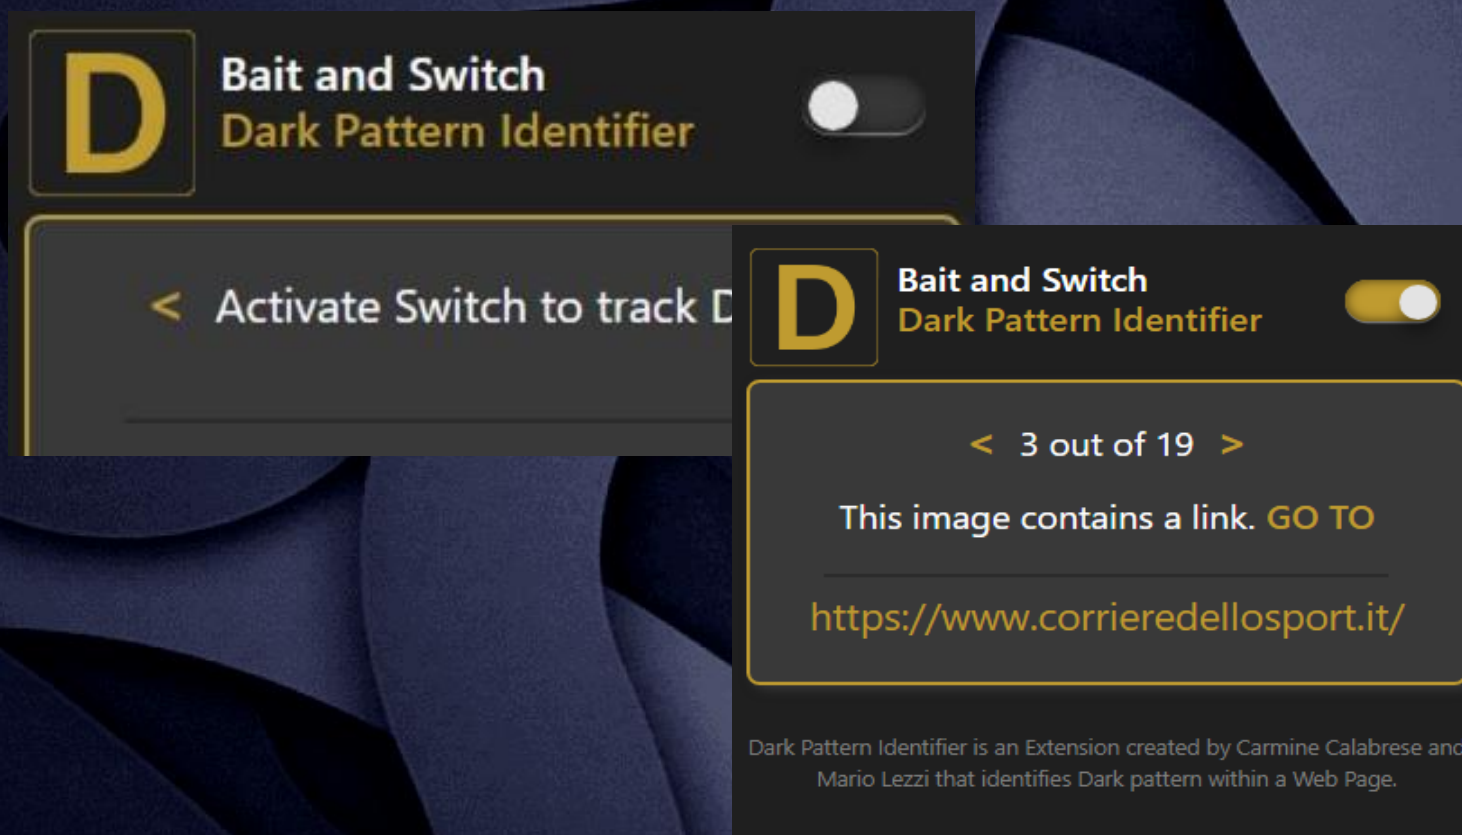 D
Bait and Switch
Dark Pattern Identifier
< Activate Switch to track
D
Bait and Switch
Dark Pattern Identifier
< 3 out of 19 >
This image contains a link. GO TO
https://www.corrieredellosport.it/
Dark Pattern Identifier is an Extension created by Carmine Calabrese and
Mario Lezzi that identifies Dark pattern within a Web Page.